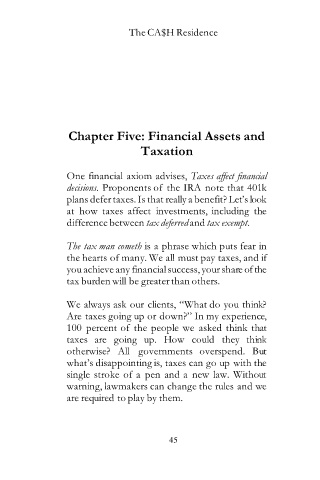 The CA$H Residence
Chapter Five: Financial Assets and
Taxation
One financial axiom advises, Taxes affect financial
decisions. Proponents of the IRA note that 401k
plans defer taxes. Is that really a benefit? Let's look
at how taxes affect investments, including the
difference between tax deferred and tax exempt.
The tax man cometh is a phrase which puts fear in
the hearts of many. We all must pay taxes, and if
you achieve any financial success, your share of the
tax burden will be greater than others.
We always ask our clients, “What do you think?
Are taxes going up or down?” In my experience,
100 percent of the people we asked think that
taxes are going up. How could they think
otherwise? All governments overspend. But
what's disappointing is, taxes can go up with the
single stroke of a pen and a new law. Without
warning, lawmakers can change the rules and we
are required to play by them.
45